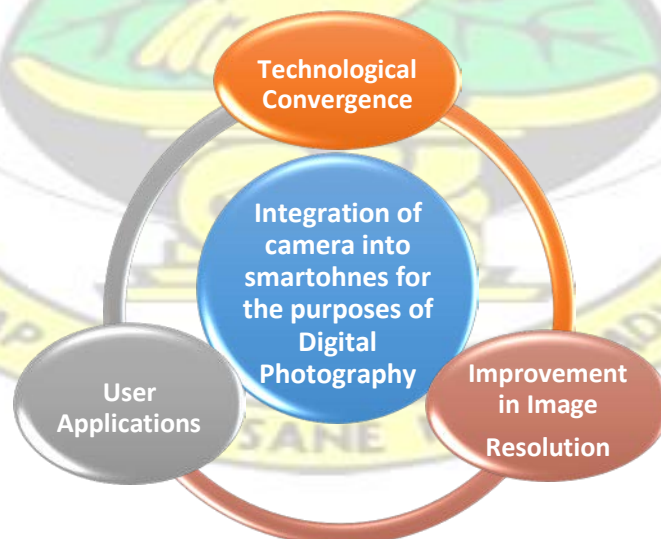 Technological
Convergence
Integration of
camera into
smartohnes for
the purposes of
Digital
Photography
User
Applications
Improvement
in Image
Resolution
SANE